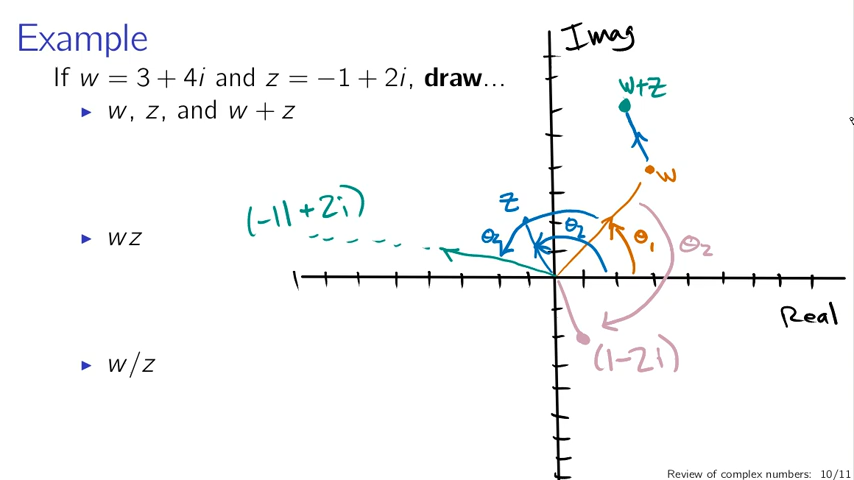 Example
If w = 3 + 4i and z = −1 + 2i, draw...
▸ w, z, and w + z
▸ wz
▸ w/z
Imag
w+z
w
z
(-11+2i)
θ₂
θ₂
θ₁
θ₂
Real
(1-2i)
Review of complex numbers: 10/11